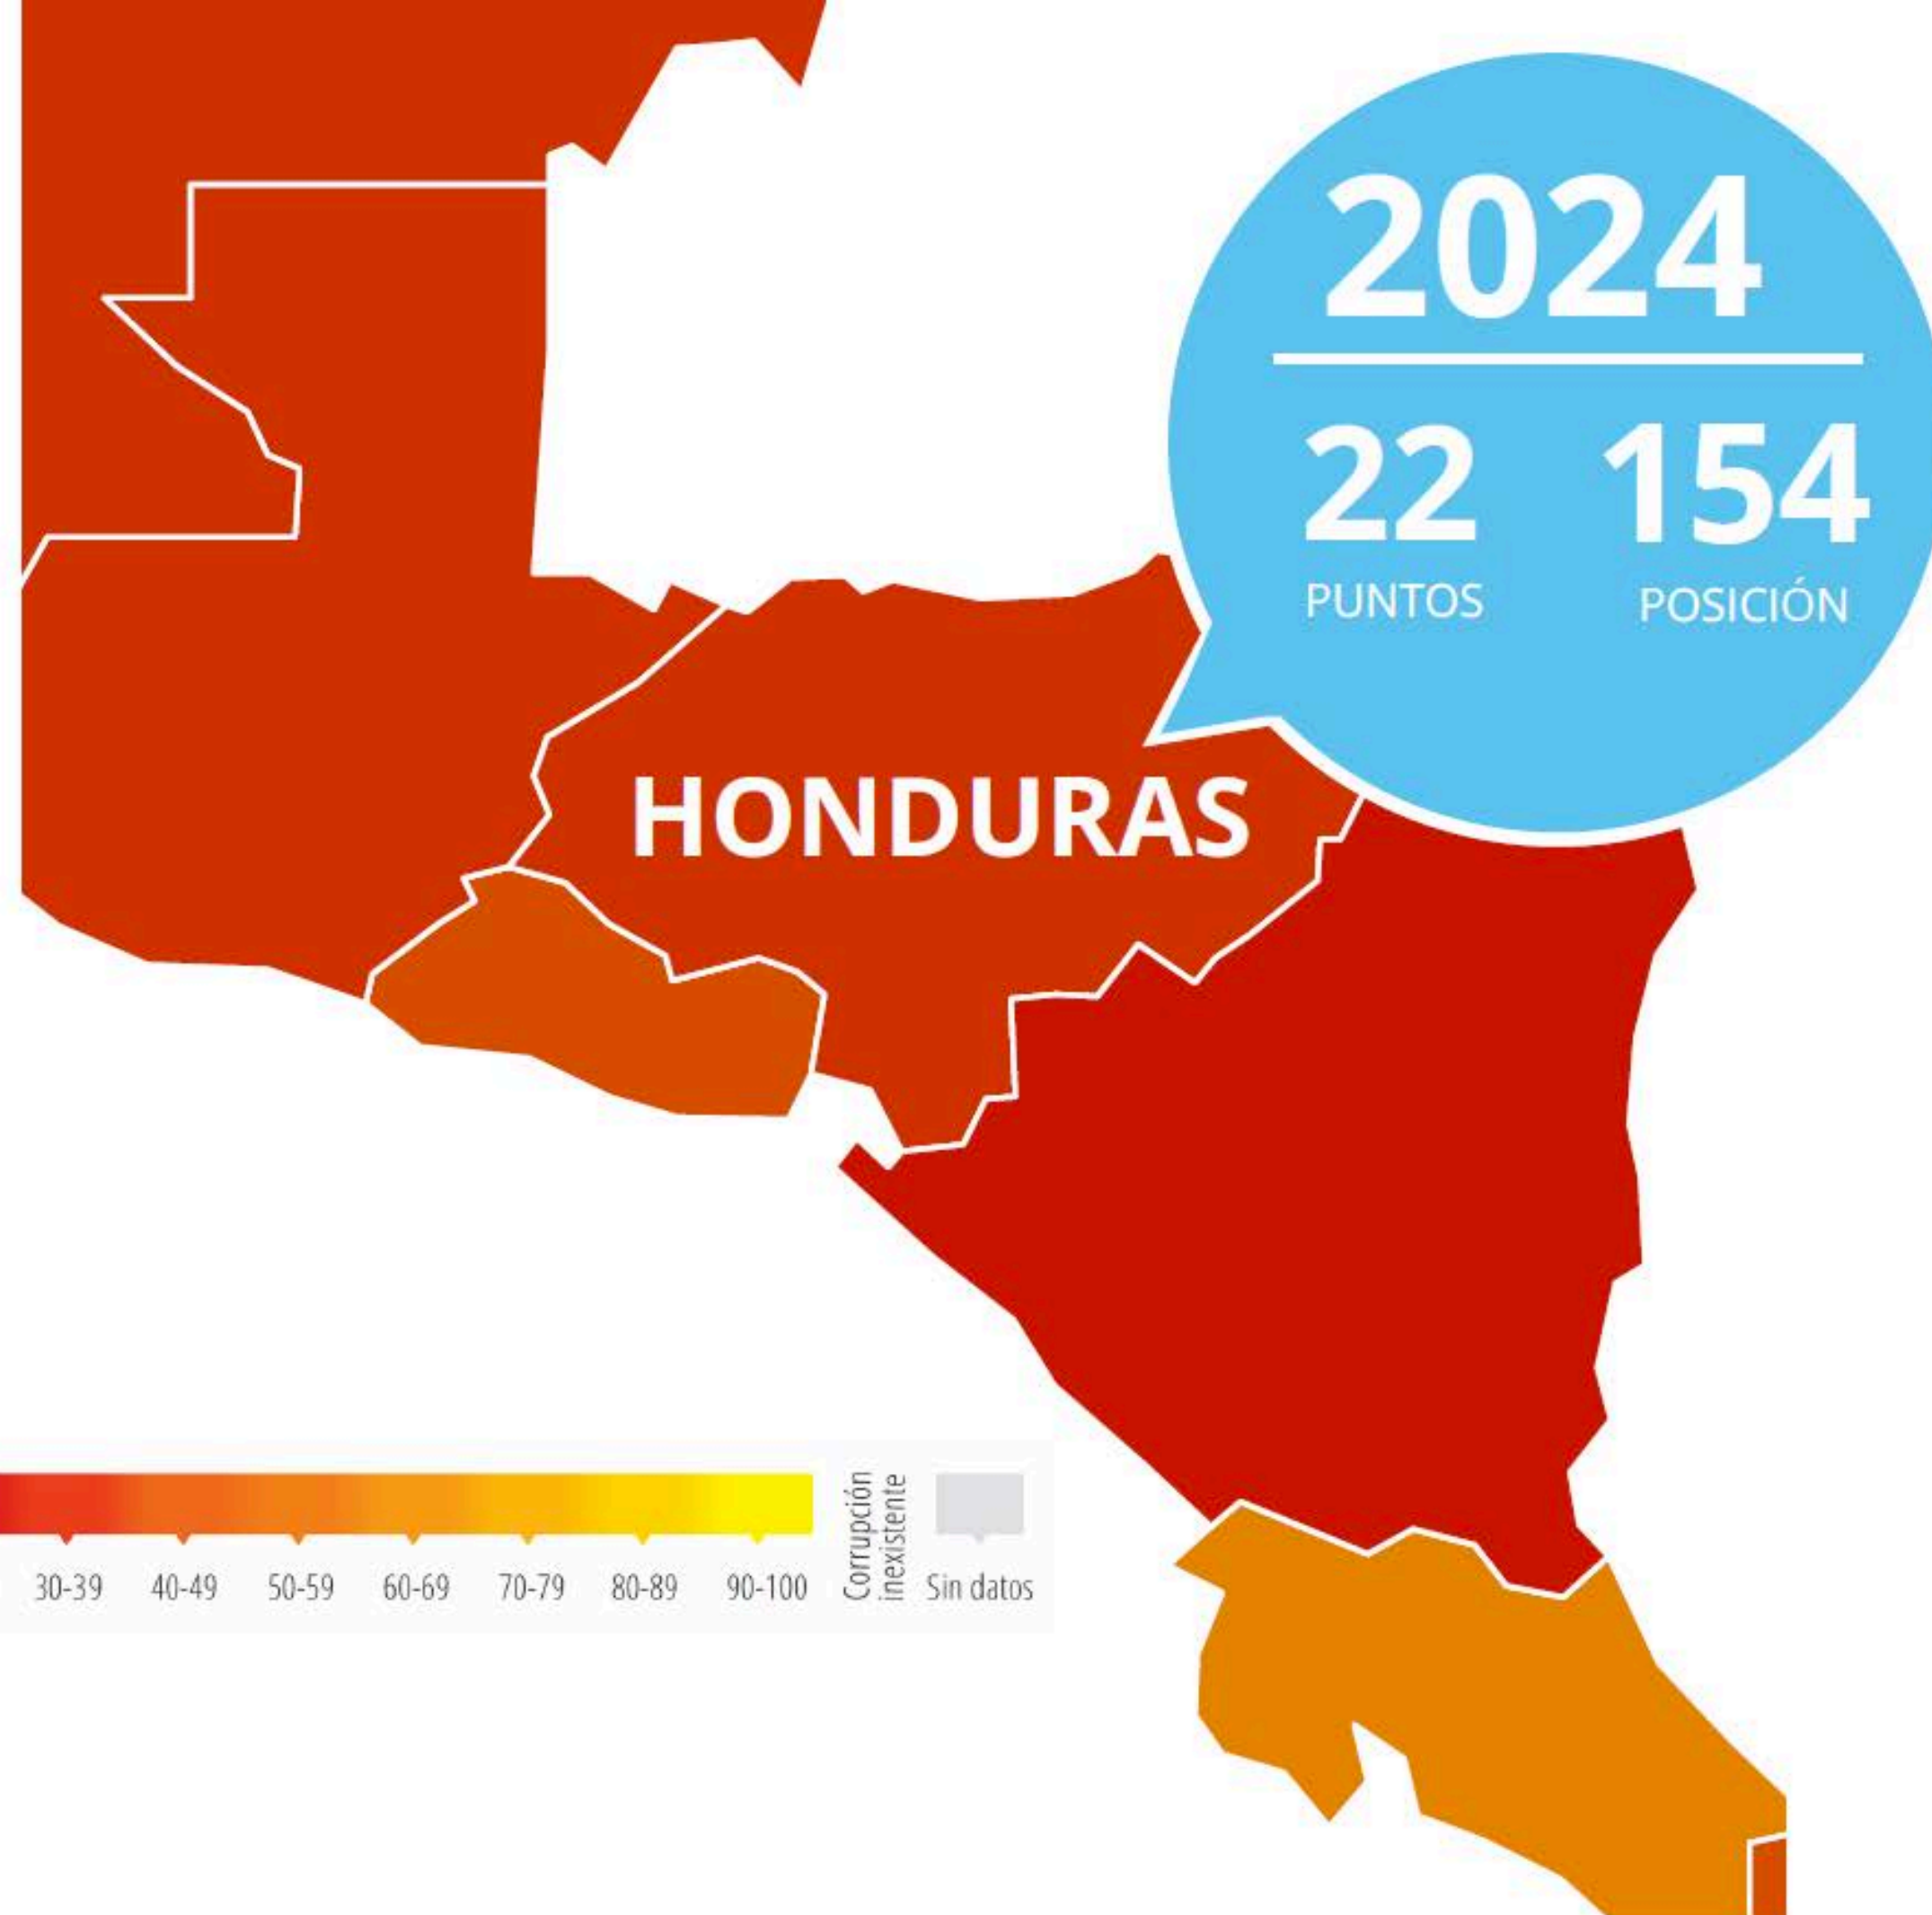 2024
22 154
PUNTOS POSICIÓN
HONDURAS
30-39 40-49 50-59 60-69 70-79 80-89 90-100
Corrupción
inexistente
Sin datos